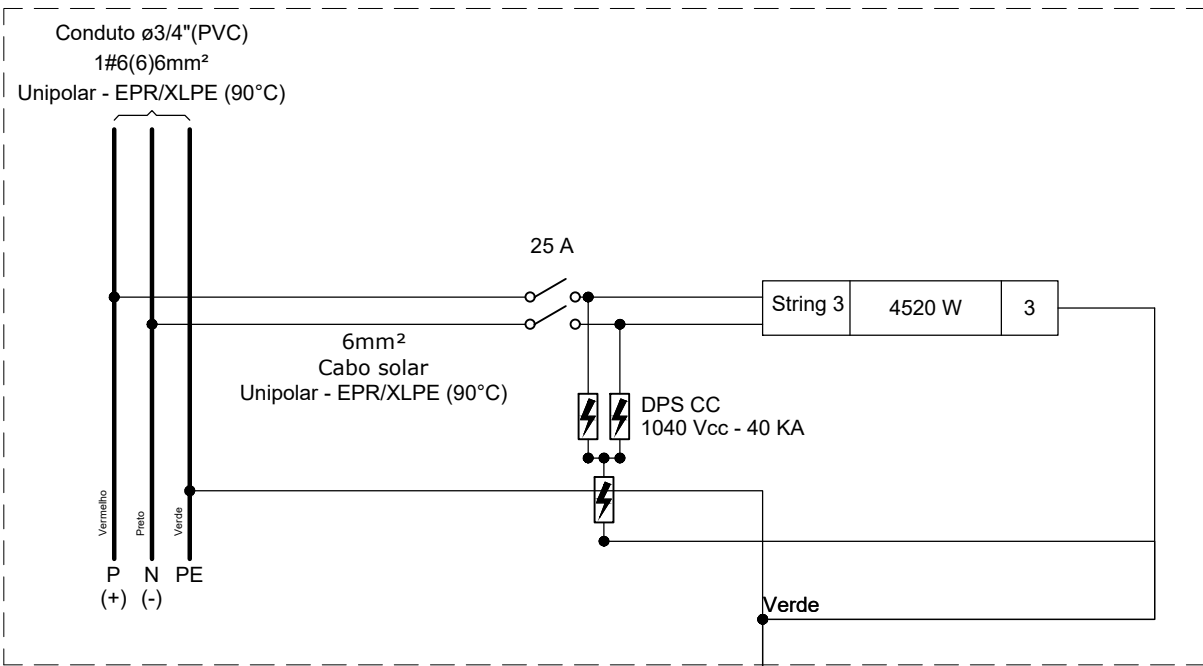 Conduto ø3/4"(PVC)
1#6(6)6mm²
Unipolar - EPR/XLPE (90°C)
25 A
String 3
4520 W
3
6mm²
Cabo solar
Unipolar - EPR/XLPE (90°C)
DPS CC
1040 Vcc - 40 KA
Vermelho
Preto
Verde
P
(+)
N
(-)
PE
Verde